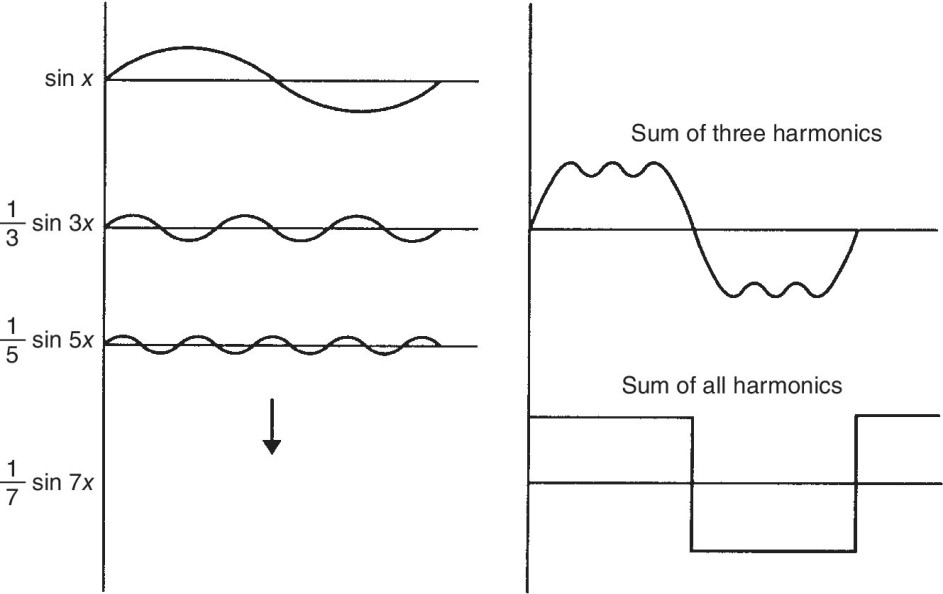 sin x
1/3 sin 3x
1/5 sin 5x
1/7 sin 7x
Sum of three harmonics
Sum of all harmonics